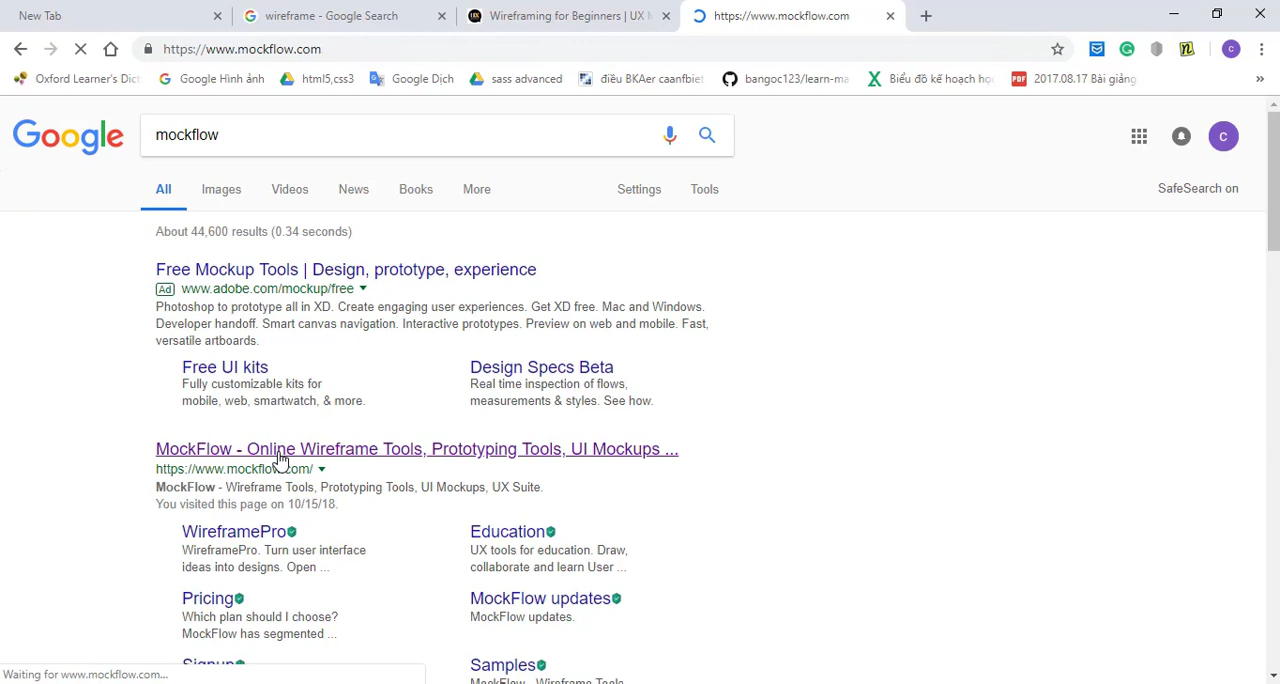 New Tab
wireframe - Google Search
Wireframing for Beginners | UX
https://www.mockflow.com
https://www.mockflow.com
C
Oxford Learner's Dict
Google Hình ảnh
html5,css3
Google Dịch
sass advanced
điều BKAer caanfbiet
bangoc123/learn-ma
Biểu đồ kế hoạch họ
PDF
2017.08.17 Bài giảng
Google
mockflow
C
All
Images
Videos
News
Books
More
Settings
Tools
SafeSearch on
About 44,600 results (0.34 seconds)
Free Mockup Tools | Design, prototype, experience
Ad www.adobe.com/mockup/free
Photoshop to prototype all in XD. Create engaging user experiences. Get XD free. Mac and Windows.
Developer handoff. Smart canvas navigation. Interactive prototypes. Preview on web and mobile. Fast,
versatile artboards.
Free UI kits
Fully customizable kits for
mobile, web, smartwatch, & more.
Design Specs Beta
Real time inspection of flows,
measurements & styles. See how.
MockFlow - Online Wireframe Tools, Prototyping Tools, UI Mockups ...
https://www.mockflow.com/
MockFlow - Wireframe Tools, Prototyping Tools, UI Mockups, UX Suite.
You visited this page on 10/15/18.
WireframePro
WireframePro. Turn user interface
ideas into designs. Open ...
Education
UX tools for education. Draw,
collaborate and learn User ...
Pricing
Which plan should I choose?
MockFlow has segmented ...
MockFlow updates
MockFlow updates.
Signup
Samples
MockFlow - Wireframe Tools
Waiting for www.mockflow.com...